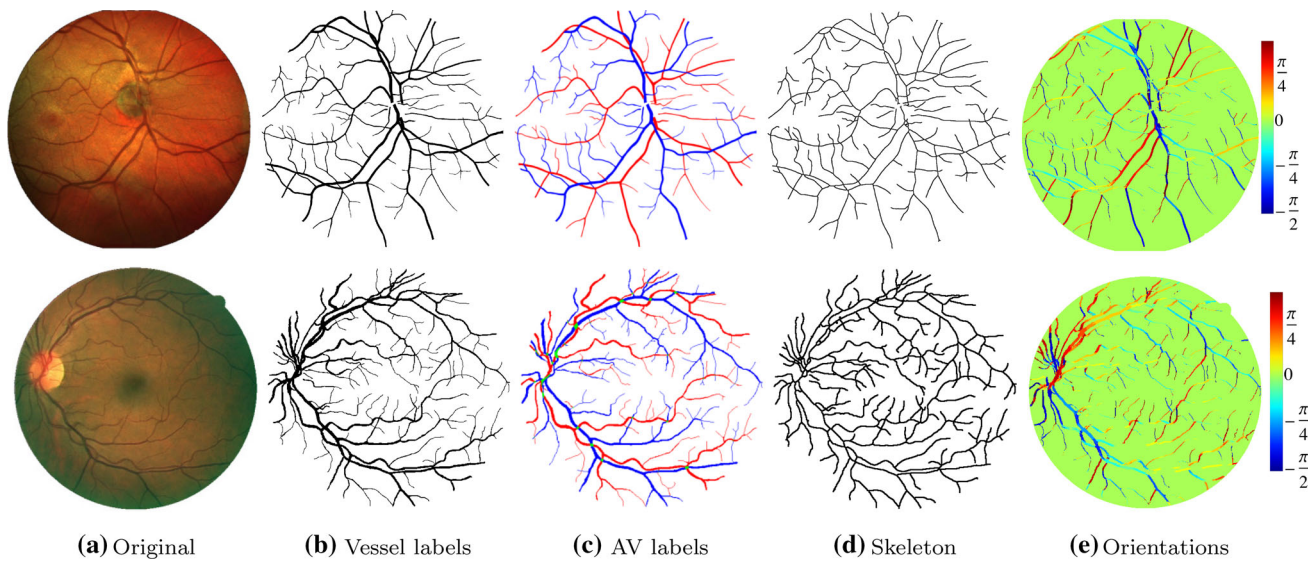 π
4
0
π
−
4
π
−
2
π
4
0
π
−
4
π
−
2
(a) Original
(b) Vessel labels
(c) AV labels
(d) Skeleton
(e) Orientations